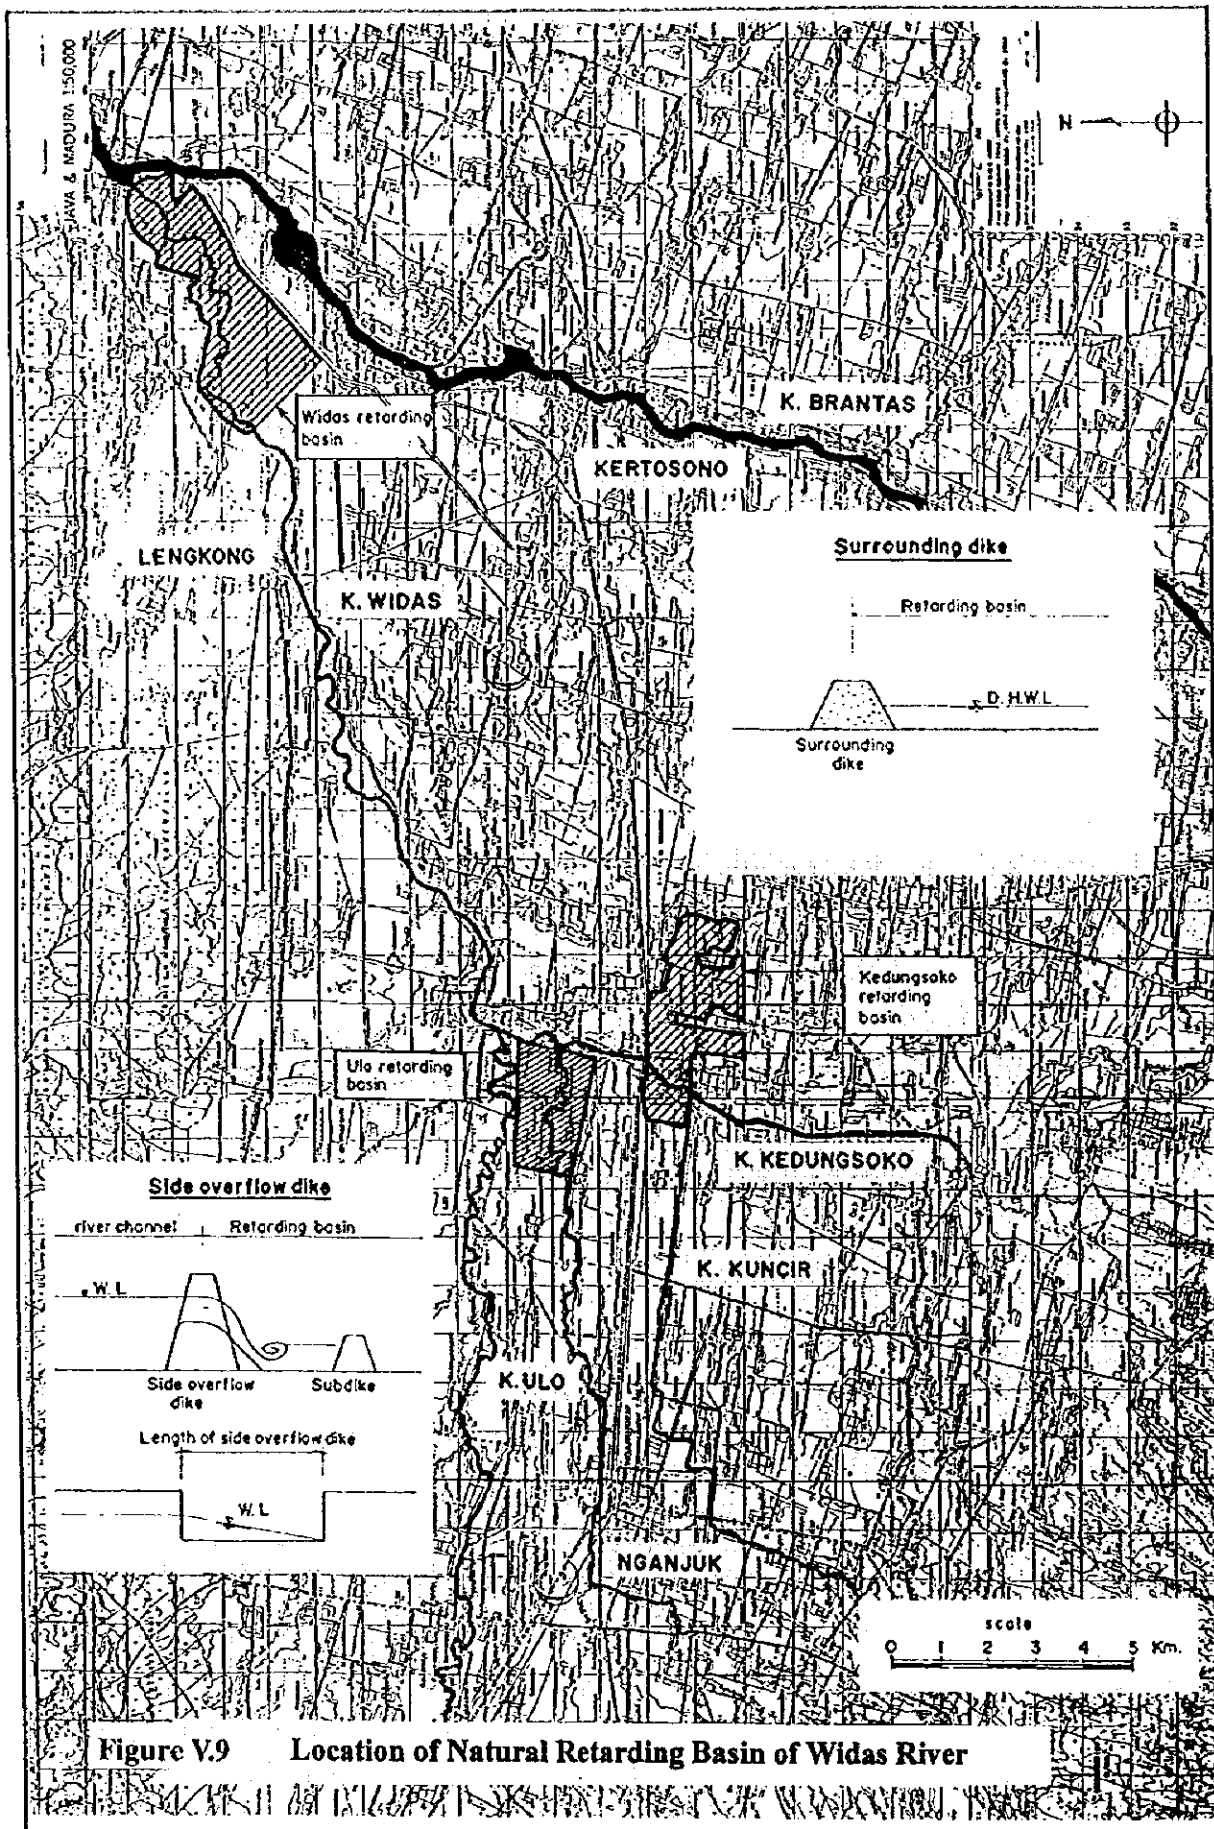 JAVA & MADURA 1:50,000
N
K. BRANTAS
Widas retarding
basin
KERTOSONO
LENGKONG
K. WIDAS
Surrounding dike
Retarding basin
D.H.W.L
Surrounding
dike
Kedungsoko
retarding
basin
Ulo retarding
basin
K. KEDUNGSOKO
Side overflow dike
river channel
Retarding basin
W.L
Side overflow
dike
Subdike
Length of side overflow dike
W.L
K. KUNCIR
K. ULO
NGANJUK
scale
0 1 2 3 4 5 Km.
Figure V.9 Location of Natural Retarding Basin of Widas River